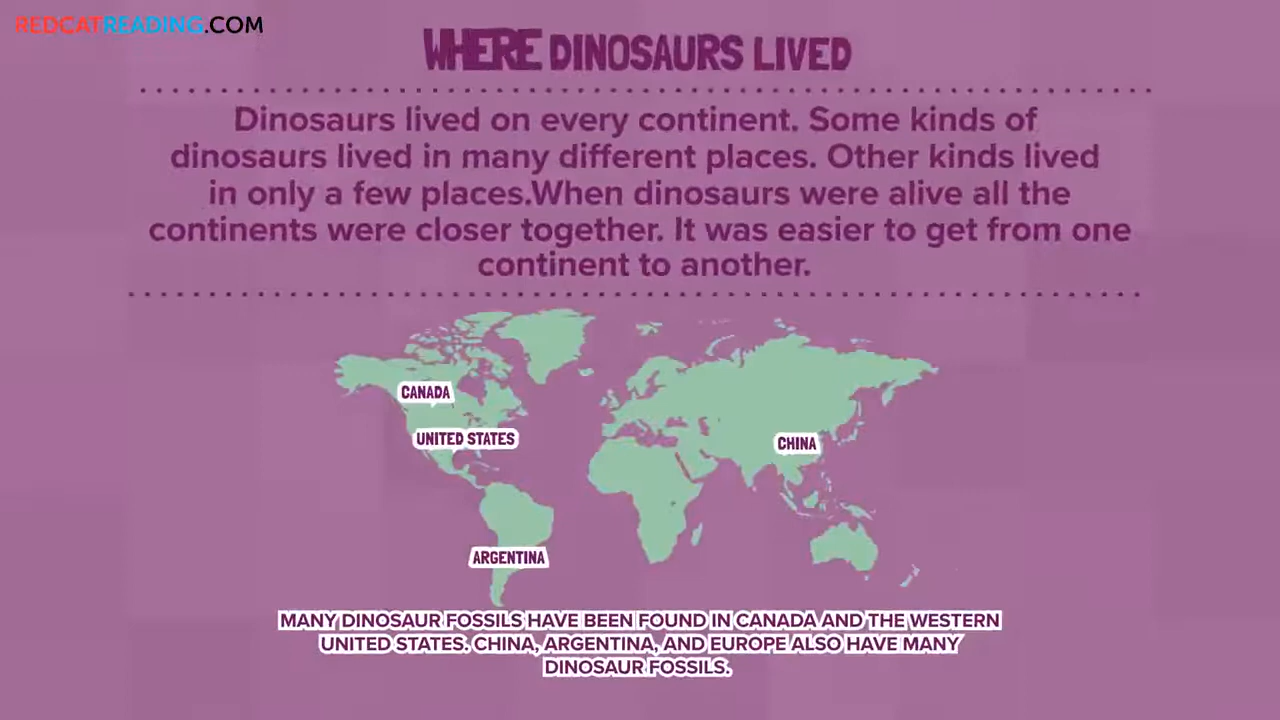 REDCATREADING.COM
WHERE DINOSAURS LIVED
Dinosaurs lived on every continent. Some kinds of
dinosaurs lived in many different places. Other kinds lived
in only a few places.When dinosaurs were alive all the
continents were closer together. It was easier to get from one
continent to another.
CANADA
UNITED STATES
CHINA
ARGENTINA
MANY DINOSAUR FOSSILS HAVE BEEN FOUND IN CANADA AND THE WESTERN
UNITED STATES. CHINA, ARGENTINA, AND EUROPE ALSO HAVE MANY
DINOSAUR FOSSILS.